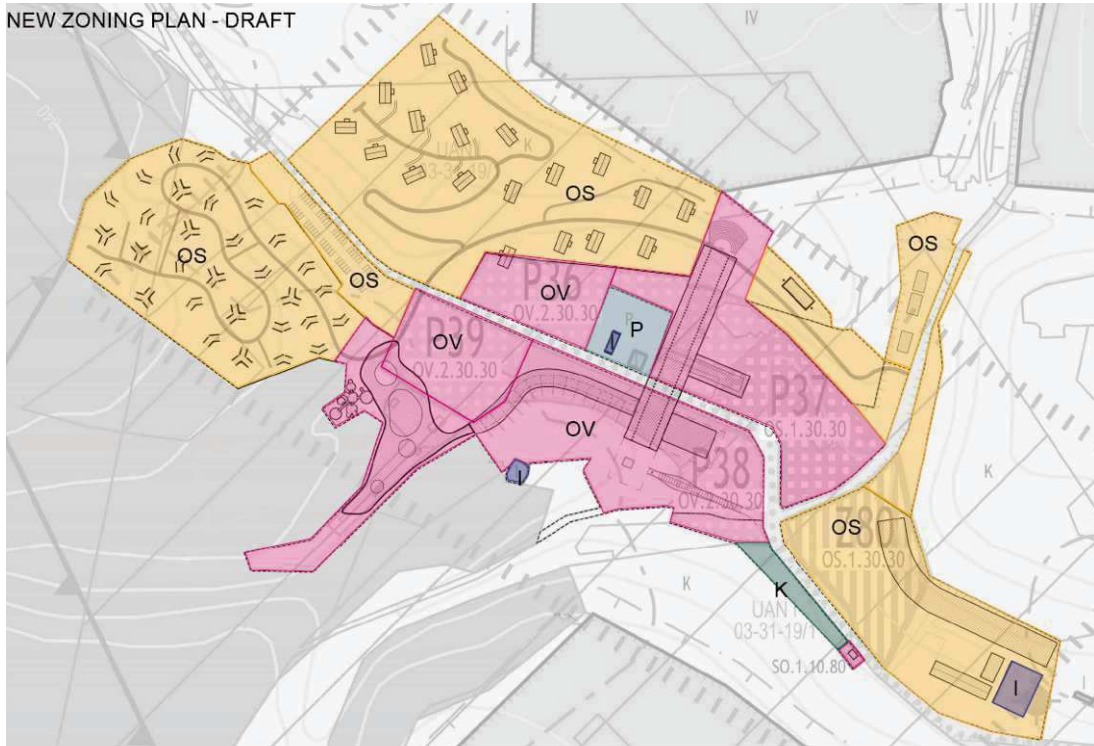 NEW ZONING PLAN - DRAFT
IV
K
OS
OS
OS
OS
P36
OV
OV.2.30.30
P39
OV
OV.2.30.30
P
P37
OS.1.30.30
OV
P38
OV.2.30.30
I
OS
Z80
OS.1.30.30
K
K
K
03-31-19/1
SO.1.10.80
I